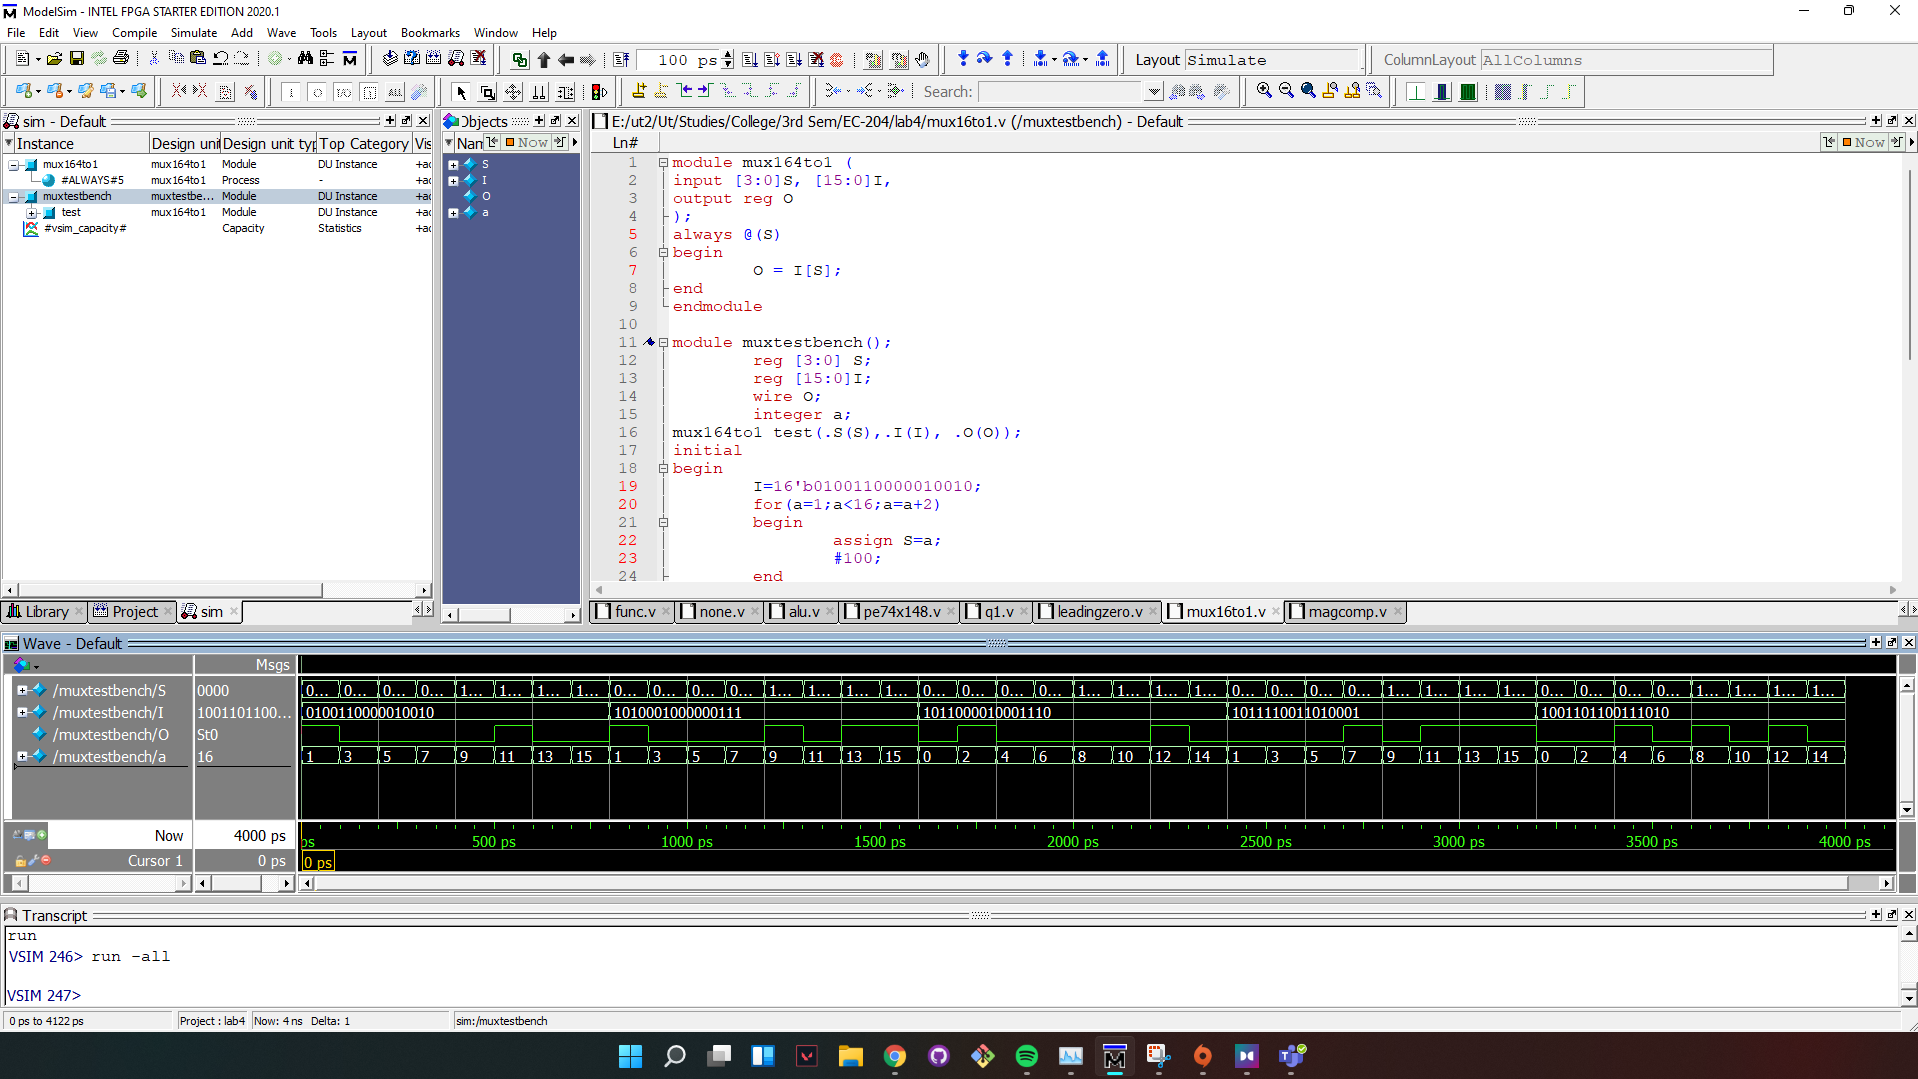 ModelSim - INTEL FPGA STARTER EDITION 2020.1
File Edit View Compile Simulate Add Wave Tools Layout Bookmarks Window Help
100 ps
Layout Simulate
ColumnLayout AllColumns
Search:
sim - Default
Instance Design unit Design unit typ Top Category Vis
mux164to1 mux164to1 Module DU Instance +ac
#ALWAYS#5 mux164to1 Process - +ac
muxtestbench muxtestbe... Module DU Instance +ac
test mux164to1 Module DU Instance +ac
#vsim_capacity# Capacity Statistics +ac
Library Project sim
Objects
Nam Now
S
I
O
a
E:/ut2/Ut/Studies/College/3rd Sem/EC-204/lab4/mux16to1.v (/muxtestbench) - Default
Ln# Now
1 module mux164to1 (
2 input [3:0]S, [15:0]I,
3 output reg O
4 );
5 always @(S)
6 begin
7 O = I[S];
8 end
9 endmodule
10
11 module muxtestbench();
12 reg [3:0] S;
13 reg [15:0]I;
14 wire O;
15 integer a;
16 mux164to1 test(.S(S),.I(I), .O(O));
17 initial
18 begin
19 I=16'b0100110000010010;
20 for(a=1;a<16;a=a+2)
21 begin
22 assign S=a;
23 #100;
24 end
func.v none.v alu.v pe74x148.v q1.v leadingzero.v mux16to1.v magcomp.v
Wave - Default
Msgs
/muxtestbench/S 0000 0... 0... 0... 0... 1... 1... 1... 1... 0... 0... 0... 0... 1... 1... 1... 1... 0... 0... 0... 0... 1... 1... 1... 1... 0... 0... 0... 0... 1... 1... 1... 1... 0... 0... 0... 0... 1... 1... 1... 1...
/muxtestbench/I 1001101100... 0100110000010010 1010001000000111 1011000010001110 1011110011010001 1001101100111010
/muxtestbench/O St0
/muxtestbench/a 16 1 3 5 7 9 11 13 15 1 3 5 7 9 11 13 15 0 2 4 6 8 10 12 14 1 3 5 7 9 11 13 15 0 2 4 6 8 10 12 14
Now 4000 ps ps 500 ps 1000 ps 1500 ps 2000 ps 2500 ps 3000 ps 3500 ps 4000 ps
Cursor 1 0 ps 0 ps
Transcript
run
VSIM 246> run -all
VSIM 247>
0 ps to 4122 ps Project : lab4 Now: 4 ns Delta: 1 sim:/muxtestbench